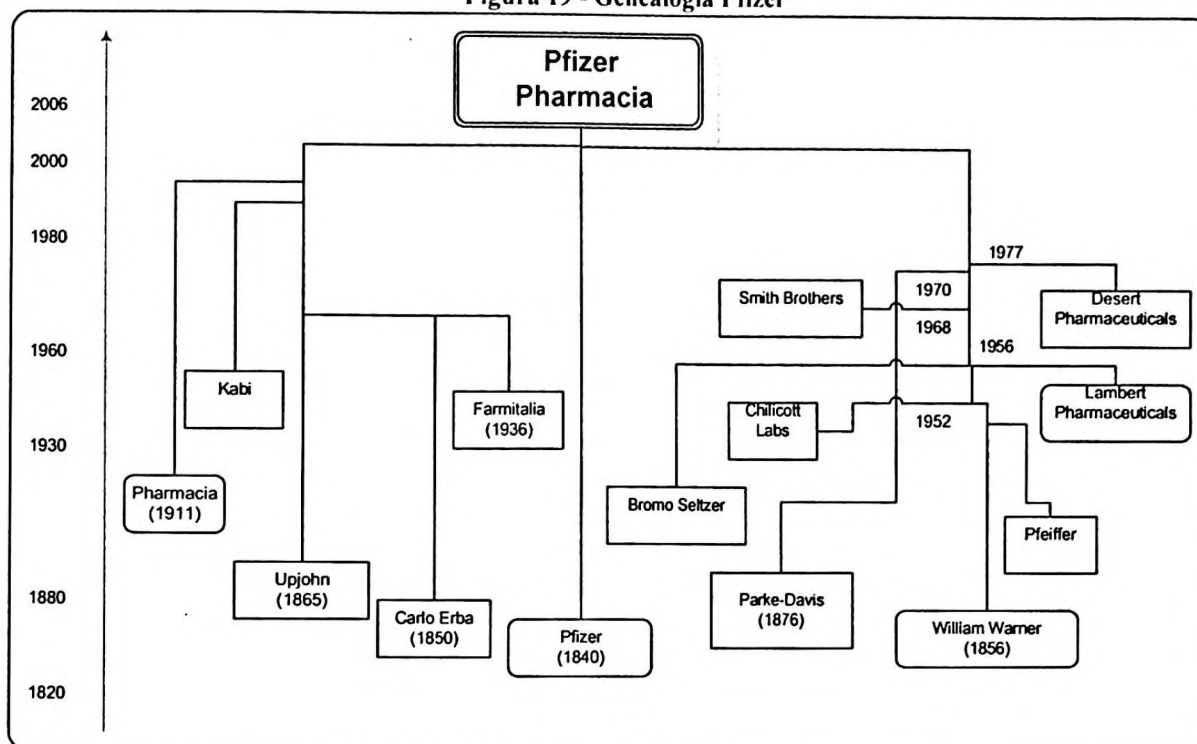 Figura 19 - Genealogia Pfizer
Pfizer
Pharmacia
2006
2000
1980
1960
1930
1880
1820
1977
Smith Brothers
1970
Desert
Pharmaceuticals
1968
1956
Kabi
Farmitalia
(1936)
Chilicott
Labs
1952
Lambert
Pharmaceuticals
Pharmacia
(1911)
Bromo Seltzer
Pfeiffer
Upjohn
(1865)
Carlo Erba
(1850)
Pfizer
(1840)
Parke-Davis
(1876)
William Warner
(1856)